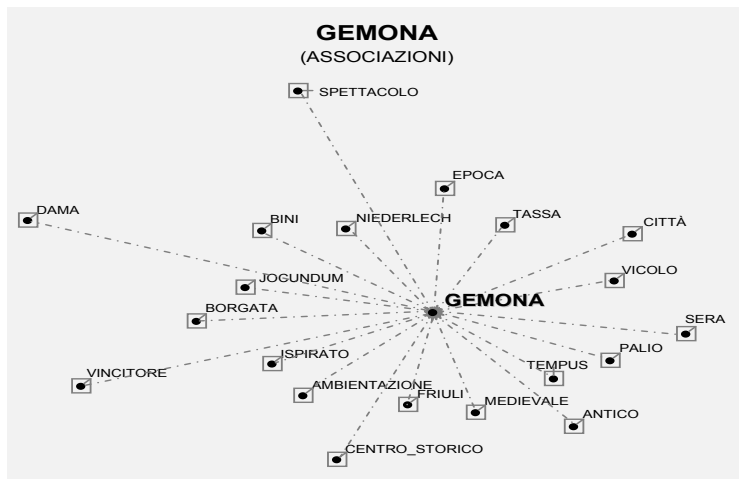 GEMONA
(ASSOCIAZIONI)
SPETTACOLO
EPOCA
DAMA
BINI
NIEDERLECH
TASSA
CITTÀ
VICOLO
JOCUNDUM
GEMONA
BORGATA
SERA
ISPIRATO
PALIO
VINCITORE
TEMPUS
AMBIENTAZIONE
FRIULI
MEDIEVALE
ANTICO
CENTRO_STORICO